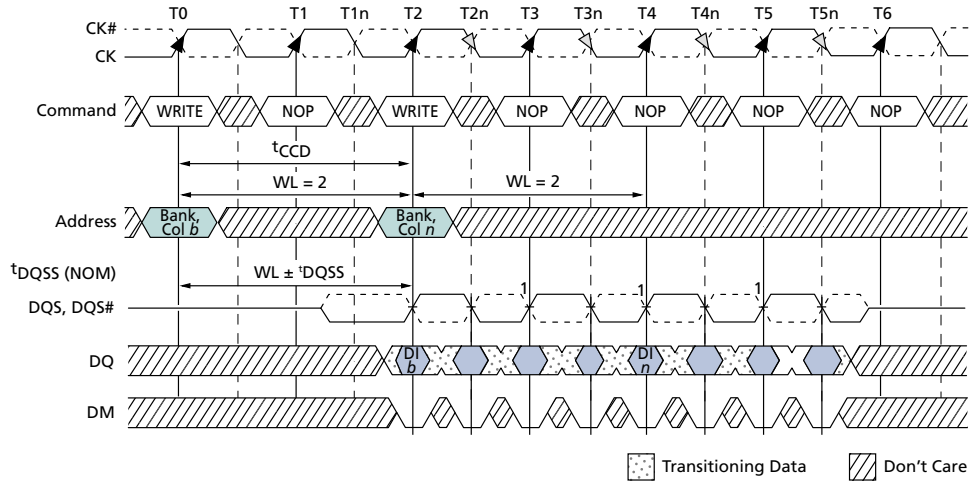 T0 T1 T1n T2 T2n T3 T3n T4 T4n T5 T5n T6
CK#
CK
Command WRITE NOP WRITE NOP NOP NOP NOP
tCCD
WL = 2 WL = 2
Address Bank, Col b Bank, Col n
tDQSS (NOM) WL ± tDQSS
DQS, DQS# 1 1 1
DQ DI b DI n
DM
Transitioning Data Don't Care